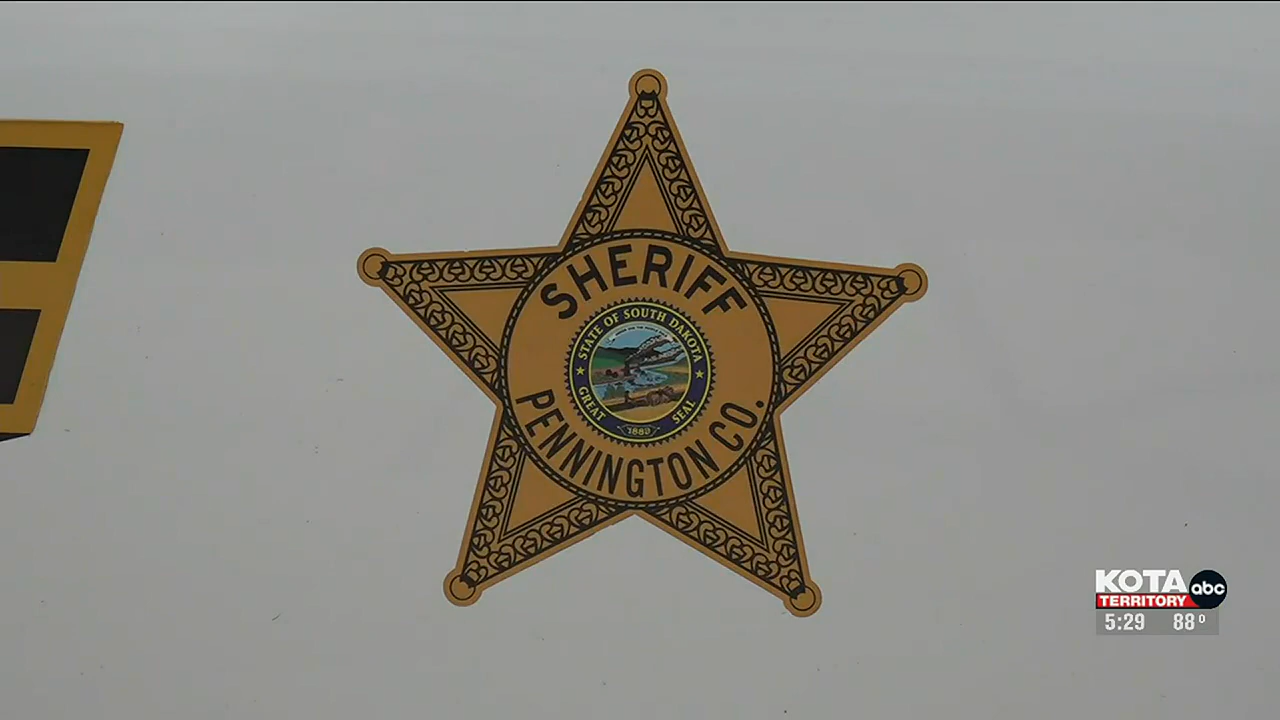 SHERIFF
STATE OF SOUTH DAKOTA
GREAT SEAL
1889
PENNINGTON CO.
KOTA abc
TERRITORY
5:29 88°